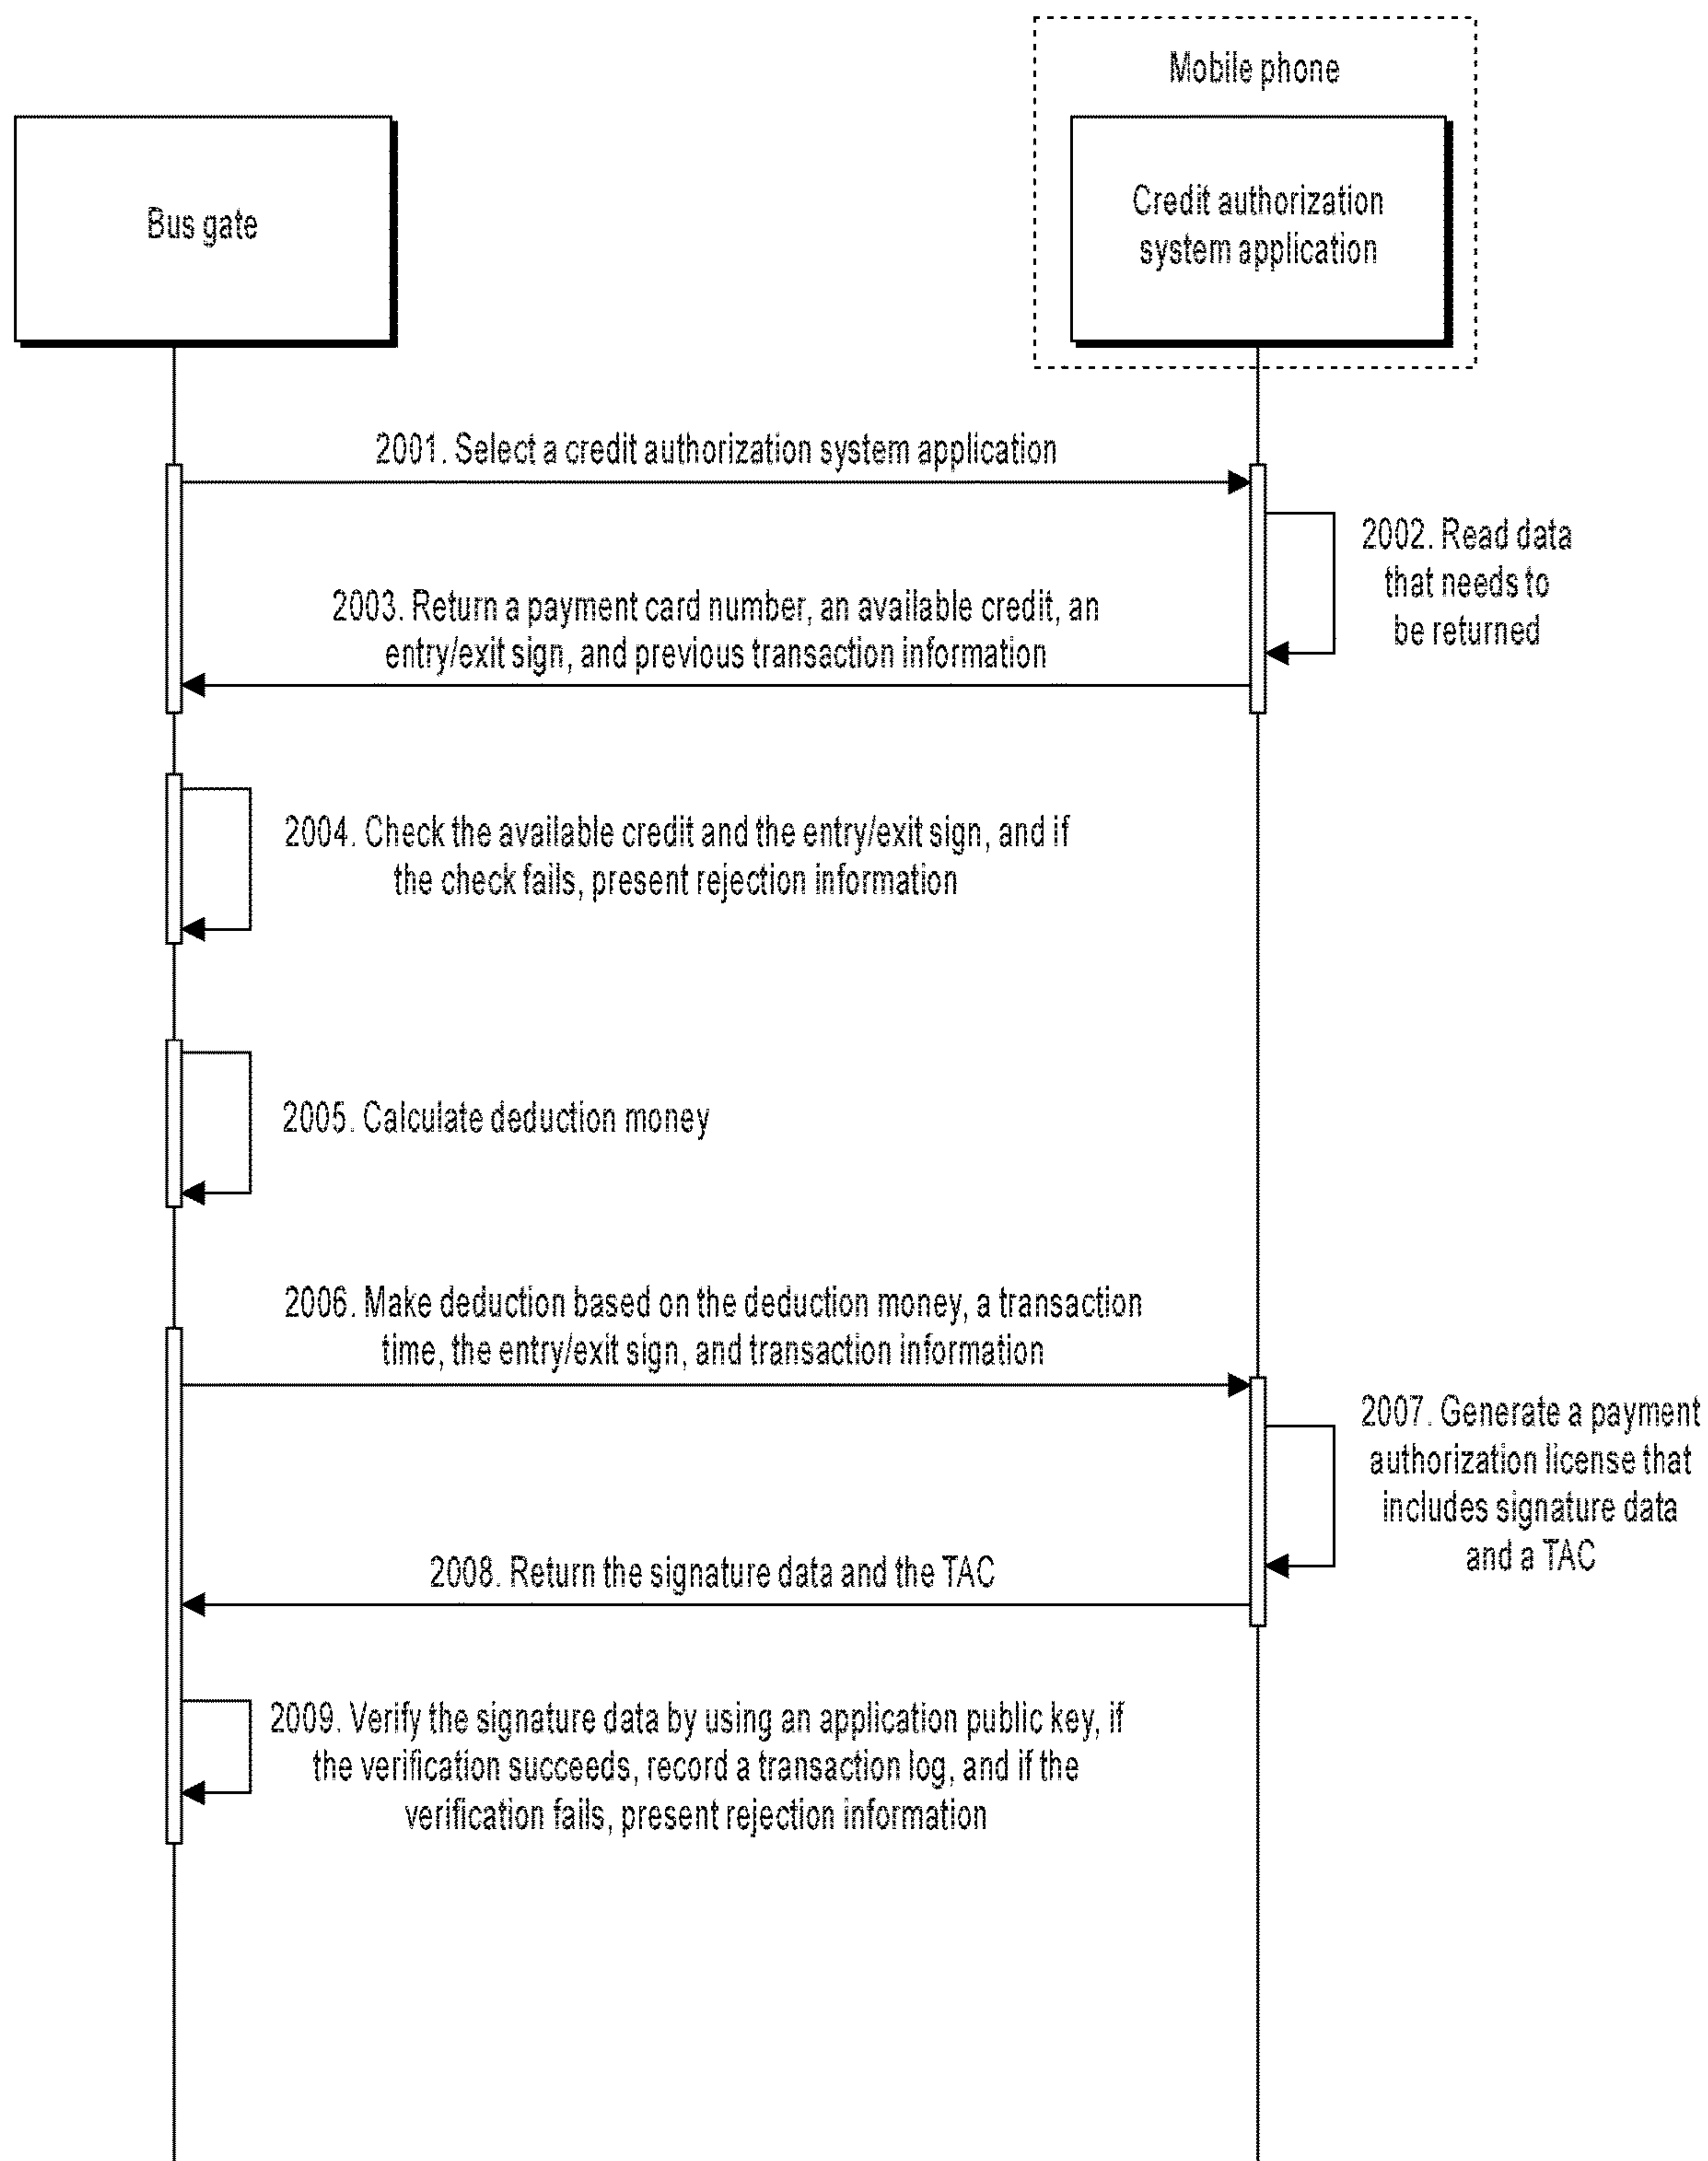 Mobile phone
Bus gate
Credit authorization
system application
2001. Select a credit authorization system application
2002. Read data
that needs to
be returned
2003. Return a payment card number, an available credit, an
entry/exit sign, and previous transaction information
2004. Check the available credit and the entry/exit sign, and if
the check fails, present rejection information
2005. Calculate deduction money
2006. Make deduction based on the deduction money, a transaction
time, the entry/exit sign, and transaction information
2007. Generate a payment
authorization license that
includes signature data
and a TAC
2008. Return the signature data and the TAC
2009. Verify the signature data by using an application public key, if
the verification succeeds, record a transaction log, and if the
verification fails, present rejection information